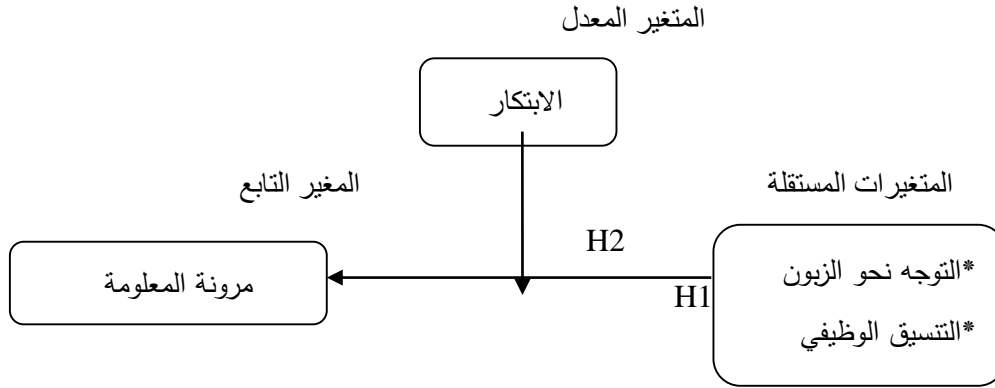 المتغير المعدل
الابتكار
المتغيرات المستقلة
المغير التابع
H2
*التوجه نحو الزبون
مرونة المعلومة
H1
*التنسيق الوظيفي